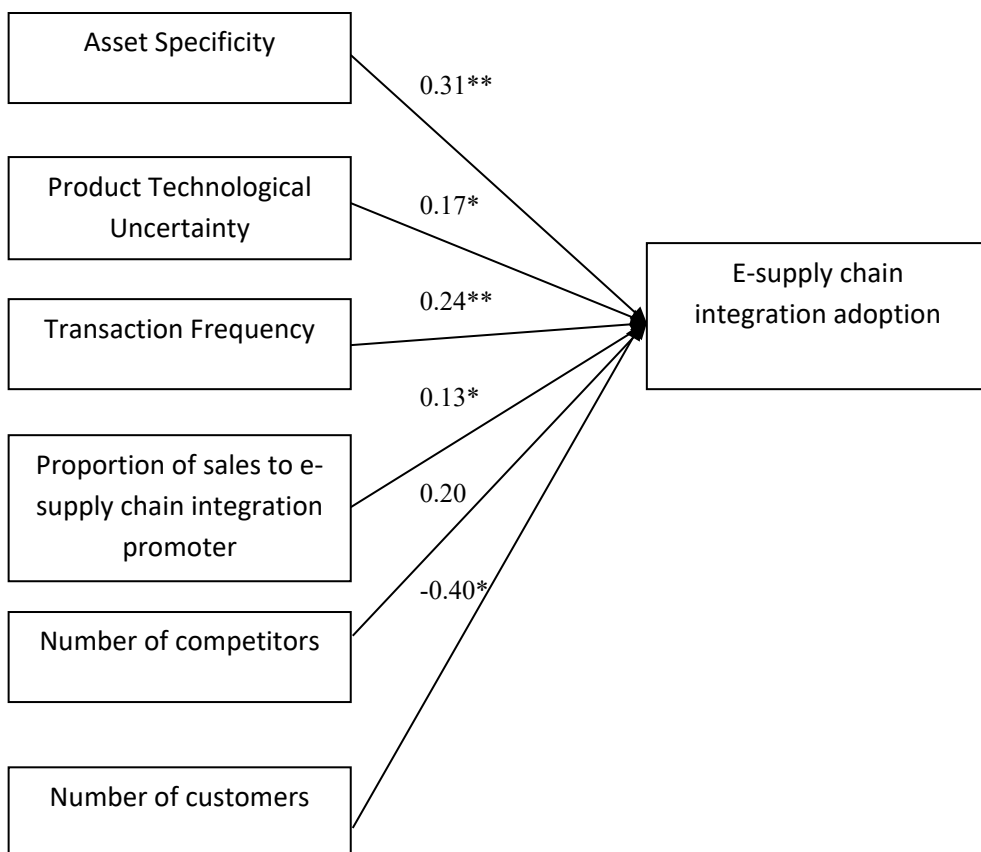 Asset Specificity
0.31**
Product Technological
Uncertainty
0.17*
E-supply chain
integration adoption
Transaction Frequency
0.24**
0.13*
Proportion of sales to e-
supply chain integration
promoter
0.20
-0.40*
Number of competitors
Number of customers